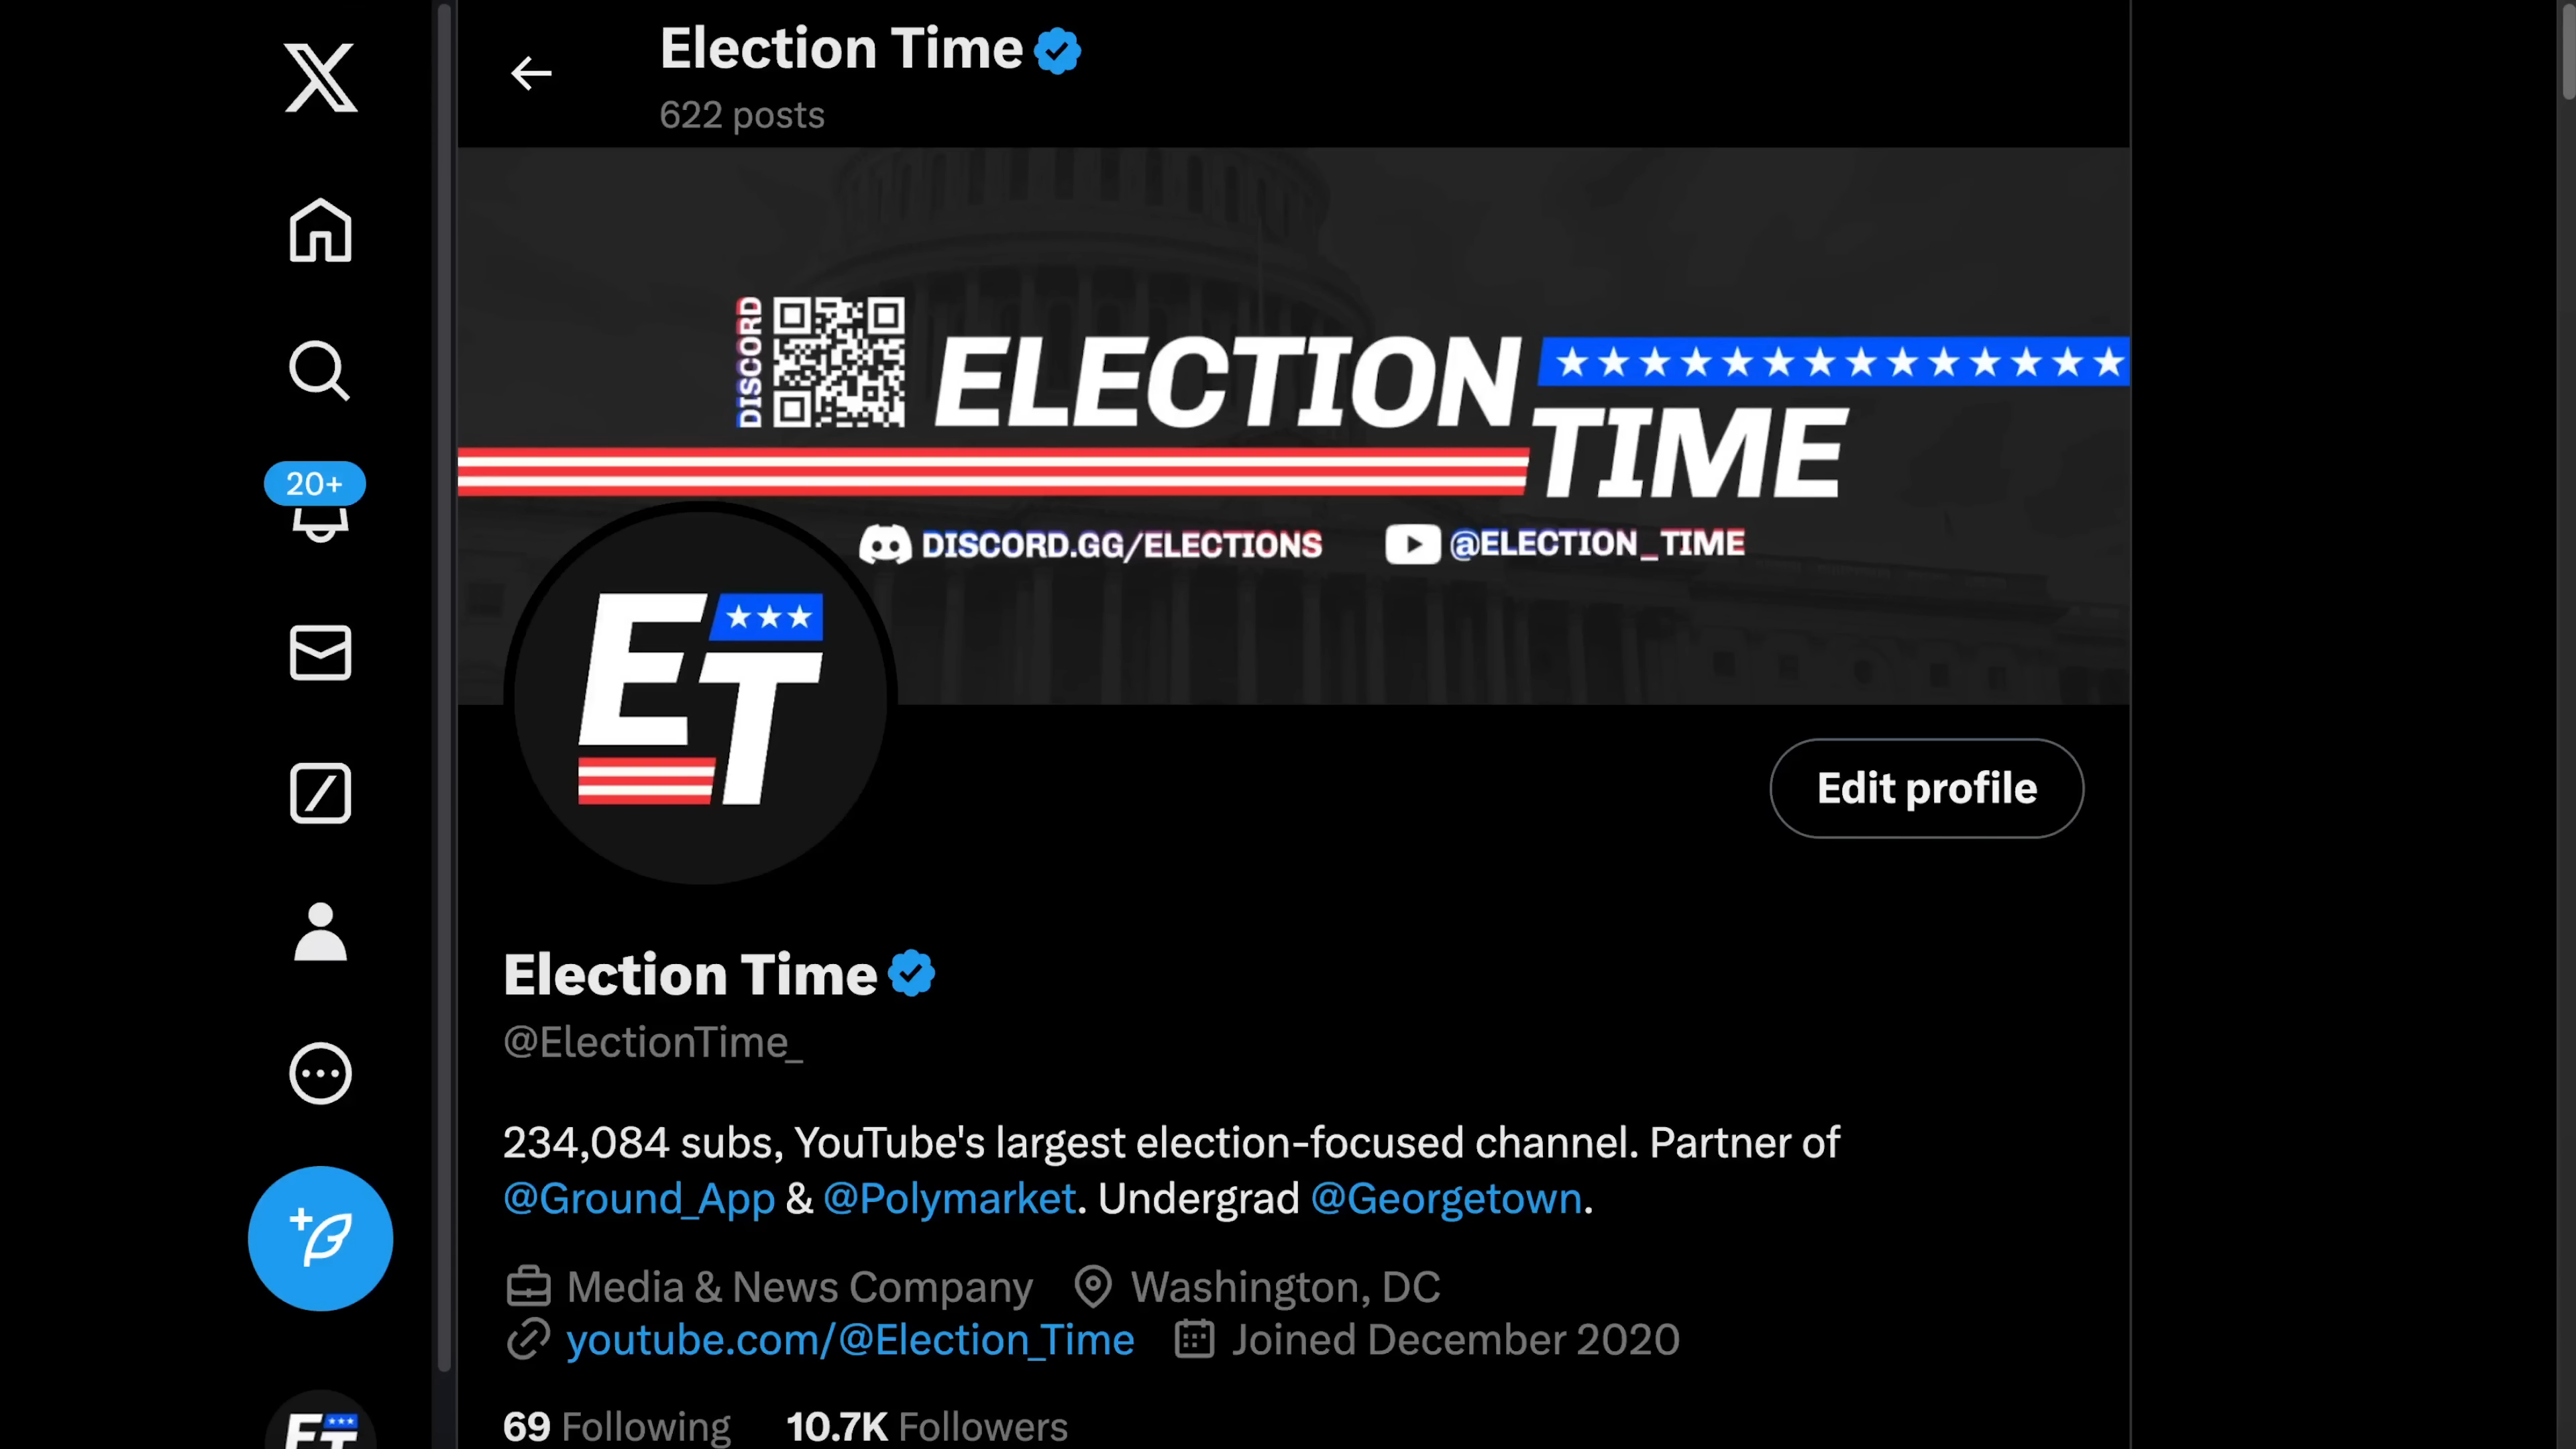 Election Time
622 posts
DISCORD
ELECTION
TIME
20+
DISCORD.GG/ELECTIONS
@ELECTION_TIME
ET
Edit profile
Election Time
@ElectionTime_
234,084 subs, YouTube's largest election-focused channel. Partner of
@Ground_App & @Polymarket. Undergrad @Georgetown.
Media & News Company Washington, DC
youtube.com/@Election_Time Joined December 2020
69 Following 10.7K Followers
ET